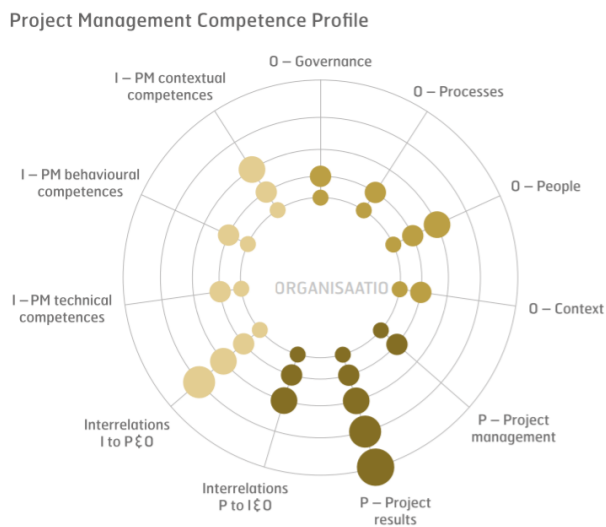 Project Management Competence Profile
O – Governance
I – PM contextual
competences
O – Processes
I – PM behavioural
competences
O – People
ORGANISAATIO
I – PM technical
competences
O – Context
Interrelations
I to P & O
P – Project
management
Interrelations
P to I & O
P – Project
results